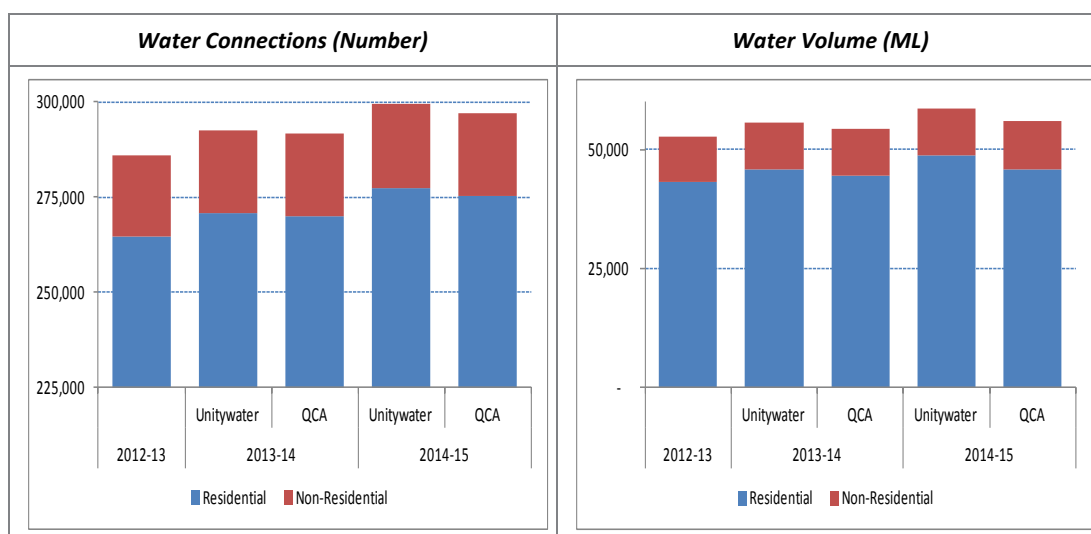 Water Connections (Number)
Water Volume (ML)
300,000
275,000
250,000
225,000
Unitywater QCA Unitywater QCA
2012-13 2013-14 2014-15
Residential Non-Residential
50,000
25,000
-
Unitywater QCA Unitywater QCA
2012-13 2013-14 2014-15
Residential Non-Residential